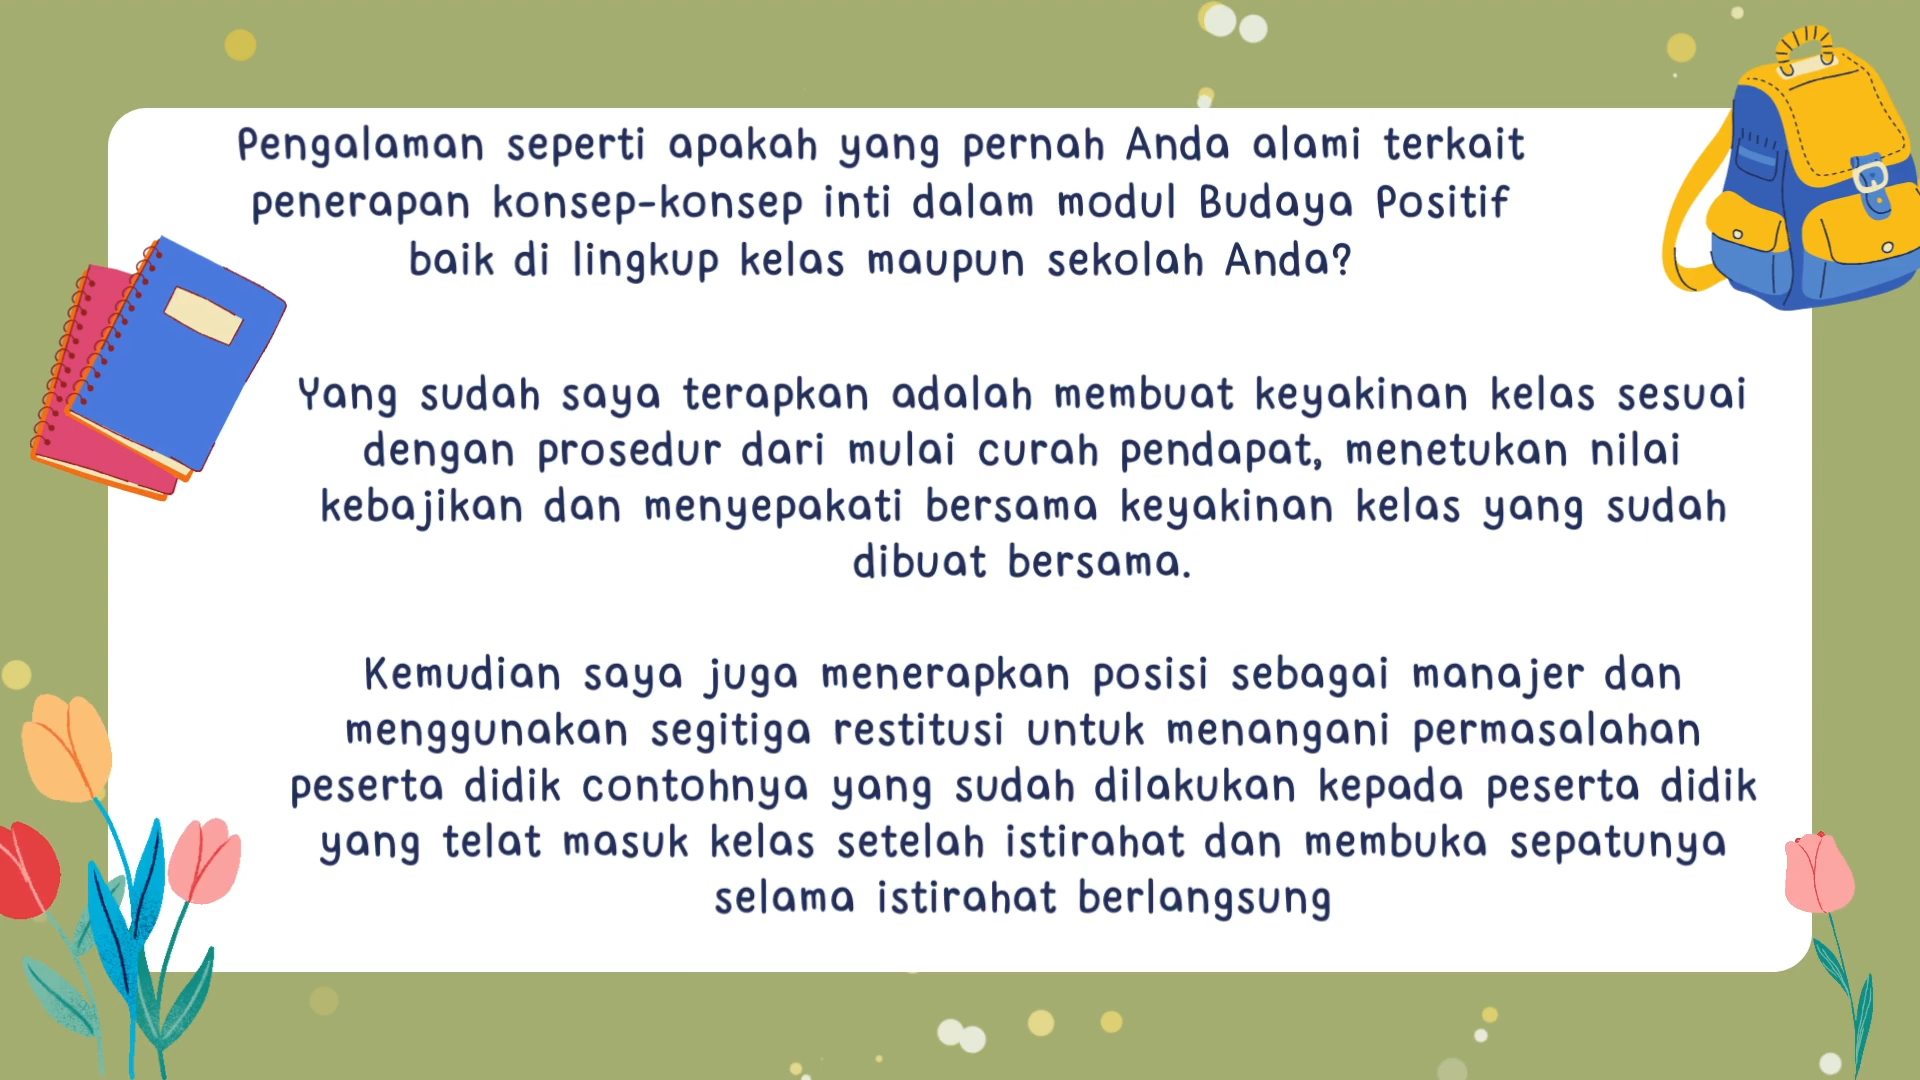 Pengalaman seperti apakah yang pernah Anda alami terkait
penerapan konsep-konsep inti dalam modul Budaya Positif
baik di lingkup kelas maupun sekolah Anda?
Yang sudah saya terapkan adalah membuat keyakinan kelas sesuai
dengan prosedur dari mulai curah pendapat, menetukan nilai
kebajikan dan menyepakati bersama keyakinan kelas yang sudah
dibuat bersama.
Kemudian saya juga menerapkan posisi sebagai manajer dan
menggunakan segitiga restitusi untuk menangani permasalahan
peserta didik contohnya yang sudah dilakukan kepada peserta didik
yang telat masuk kelas setelah istirahat dan membuka sepatunya
selama istirahat berlangsung